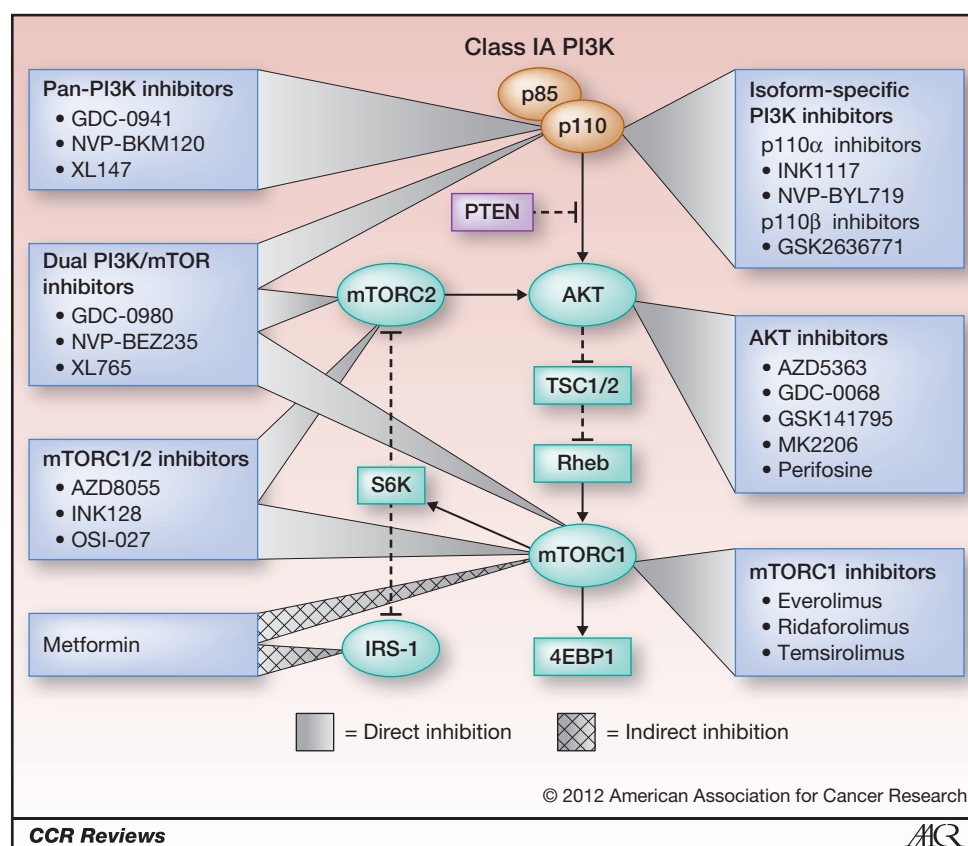 Class IA PI3K
p85
p110
Pan-PI3K inhibitors
• GDC-0941
• NVP-BKM120
• XL147
Isoform-specific
PI3K inhibitors
p110α inhibitors
• INK1117
• NVP-BYL719
p110β inhibitors
• GSK2636771
PTEN
Dual PI3K/mTOR
inhibitors
• GDC-0980
• NVP-BEZ235
• XL765
mTORC2
AKT
AKT inhibitors
• AZD5363
• GDC-0068
• GSK141795
• MK2206
• Perifosine
TSC1/2
Rheb
mTORC1/2 inhibitors
• AZD8055
• INK128
• OSI-027
S6K
mTORC1
mTORC1 inhibitors
• Everolimus
• Ridaforolimus
• Temsirolimus
Metformin
IRS-1
4EBP1
= Direct inhibition
= Indirect inhibition
© 2012 American Association for Cancer Research
CCR Reviews
AACR